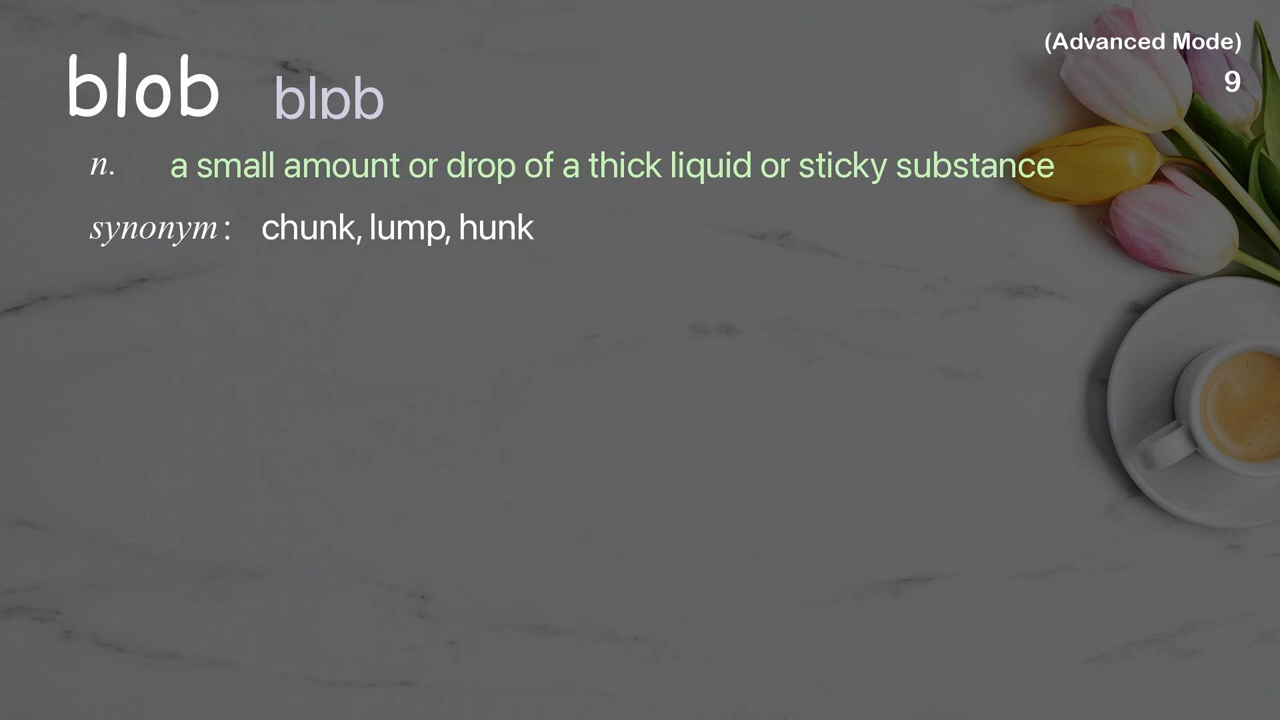 (Advanced Mode)
9
blob blɒb
n. a small amount or drop of a thick liquid or sticky substance
synonym: chunk, lump, hunk